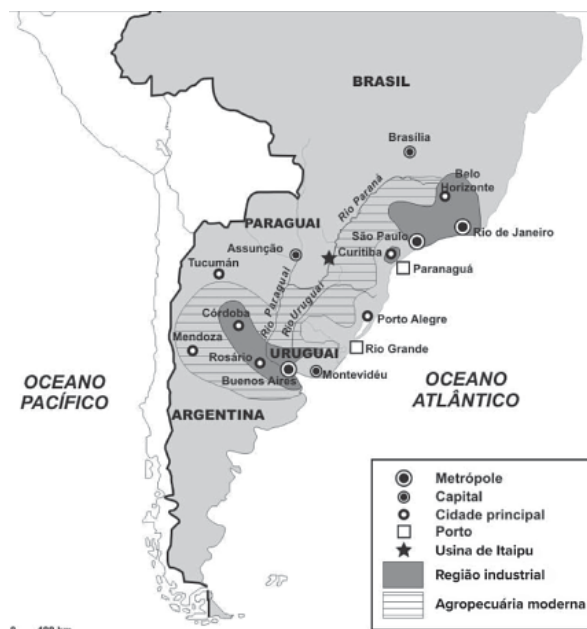 BRASIL
Brasília
Belo
Horizonte
Rio Paraná
PARAGUAI
São Paulo
Rio de Janeiro
Assunção
Curitiba
Tucumán
Paranaguá
Rio Paraguai
Rio Uruguai
Córdoba
Porto Alegre
Mendoza
Rosário
URUGUAI
Rio Grande
Buenos Aires
Montevidéu
OCEANO
PACÍFICO
OCEANO
ATLÂNTICO
ARGENTINA
Metrópole
Capital
Cidade principal
Porto
Usina de Itaipu
Região industrial
Agropecuária moderna